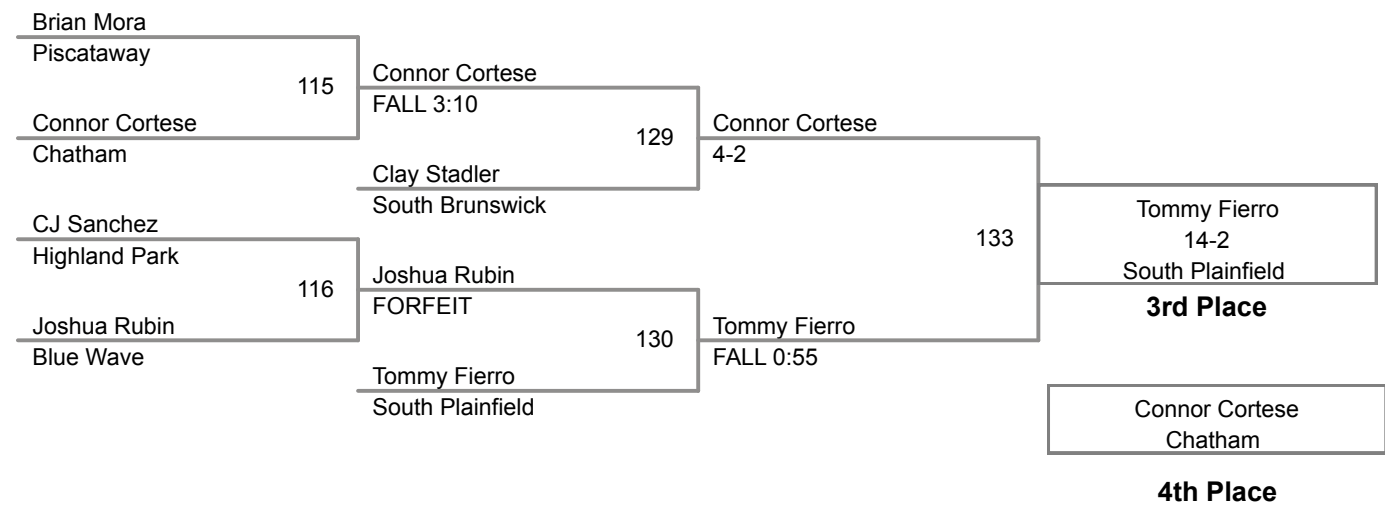 Brian Mora
Piscataway
115
Connor Cortese
Chatham
Connor Cortese
FALL 3:10
129
Clay Stadler
South Brunswick
Connor Cortese
4-2
CJ Sanchez
Highland Park
116
Joshua Rubin
Blue Wave
Joshua Rubin
FORFEIT
130
Tommy Fierro
South Plainfield
Tommy Fierro
FALL 0:55
133
Tommy Fierro
14-2
South Plainfield
3rd Place
Connor Cortese
Chatham
4th Place